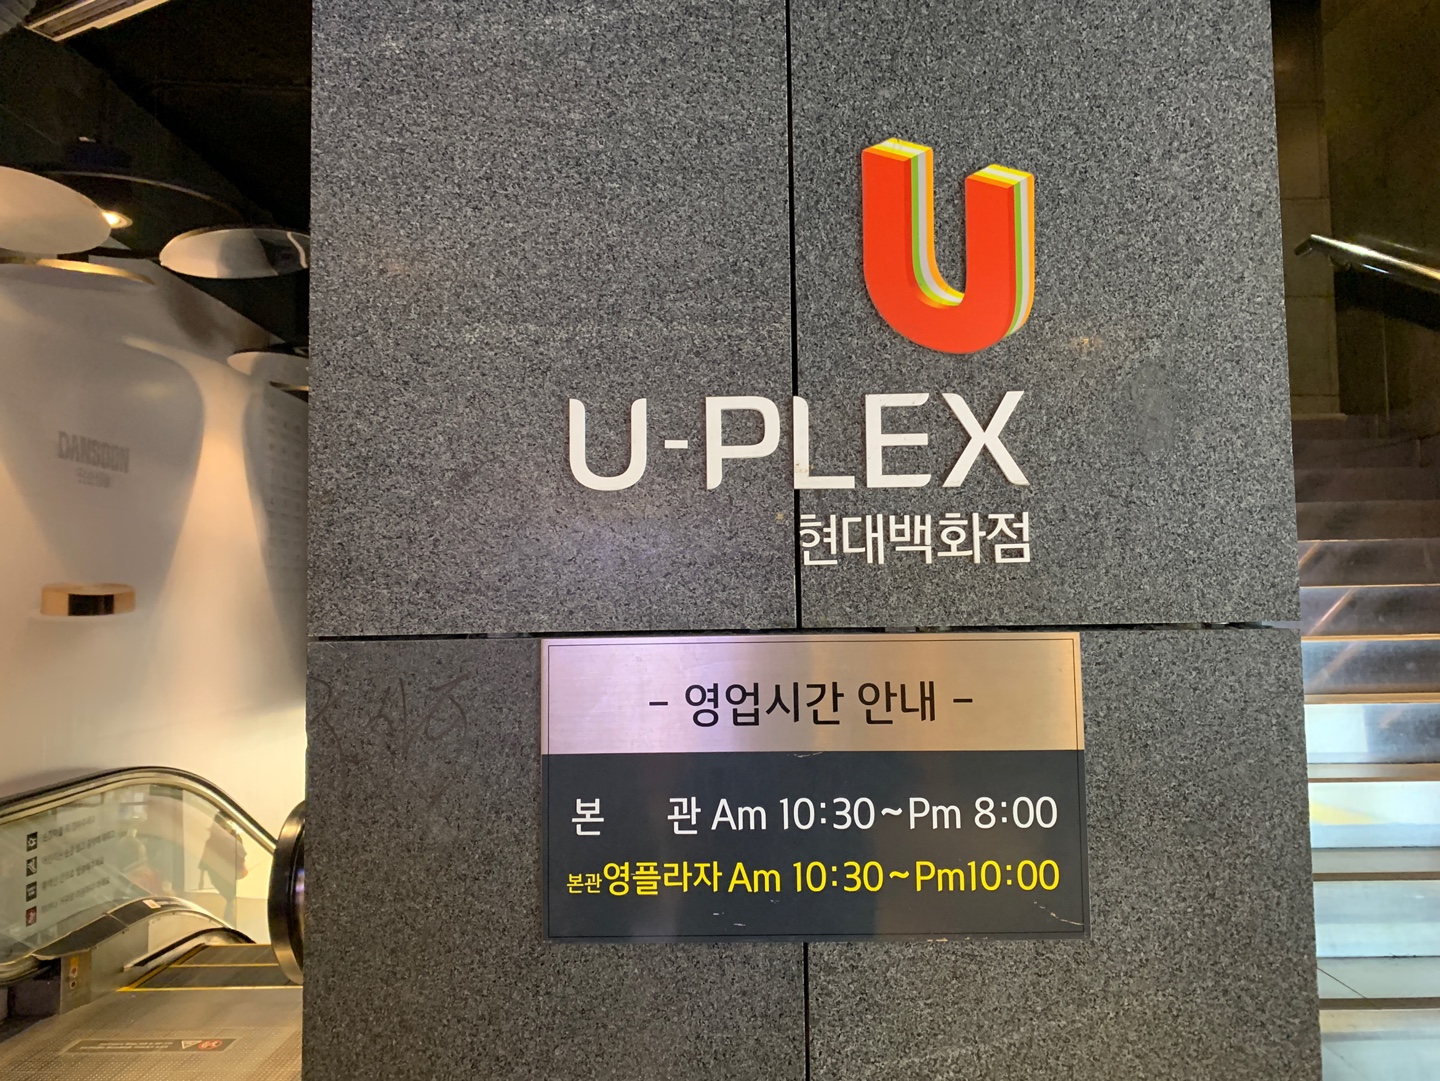 U
U-PLEX
현대백화점
- 영업시간 안내 -
본 관 Am 10:30~Pm 8:00
본관영플라자 Am 10:30~Pm10:00
DANSOON